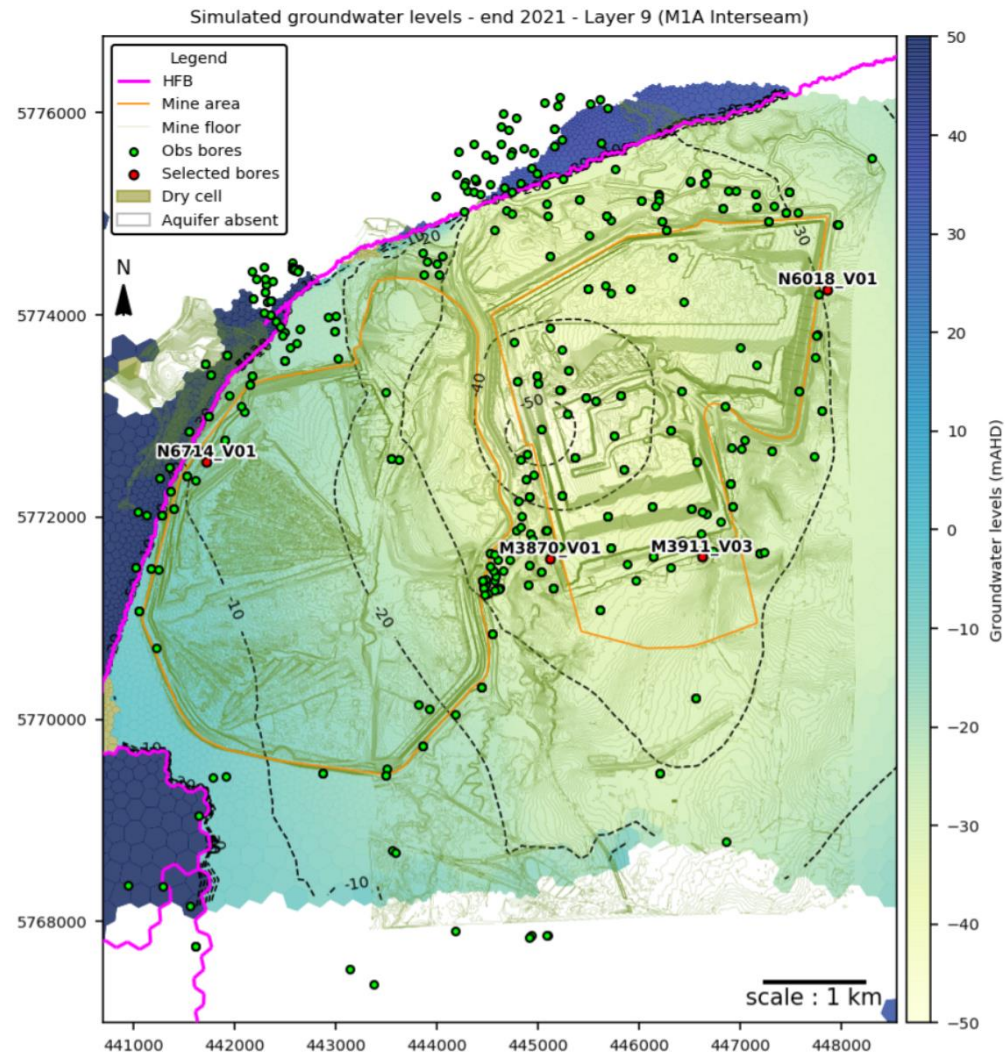 Simulated groundwater levels - end 2021 - Layer 9 (M1A Interseam)
Legend
HFB
Mine area
Mine floor
Obs bores
Selected bores
Dry cell
Aquifer absent
N
5776000
5774000
5772000
5770000
5768000
-10
-20
-30
N6018_V01
-40
-50
N6714_V01
M3870_V01
M3911_V03
-10
-20
-10
-10
scale : 1 km
441000 442000 443000 444000 445000 446000 447000 448000
50
40
30
20
10
0
−10
−20
−30
−40
−50
Groundwater levels (mAHD)